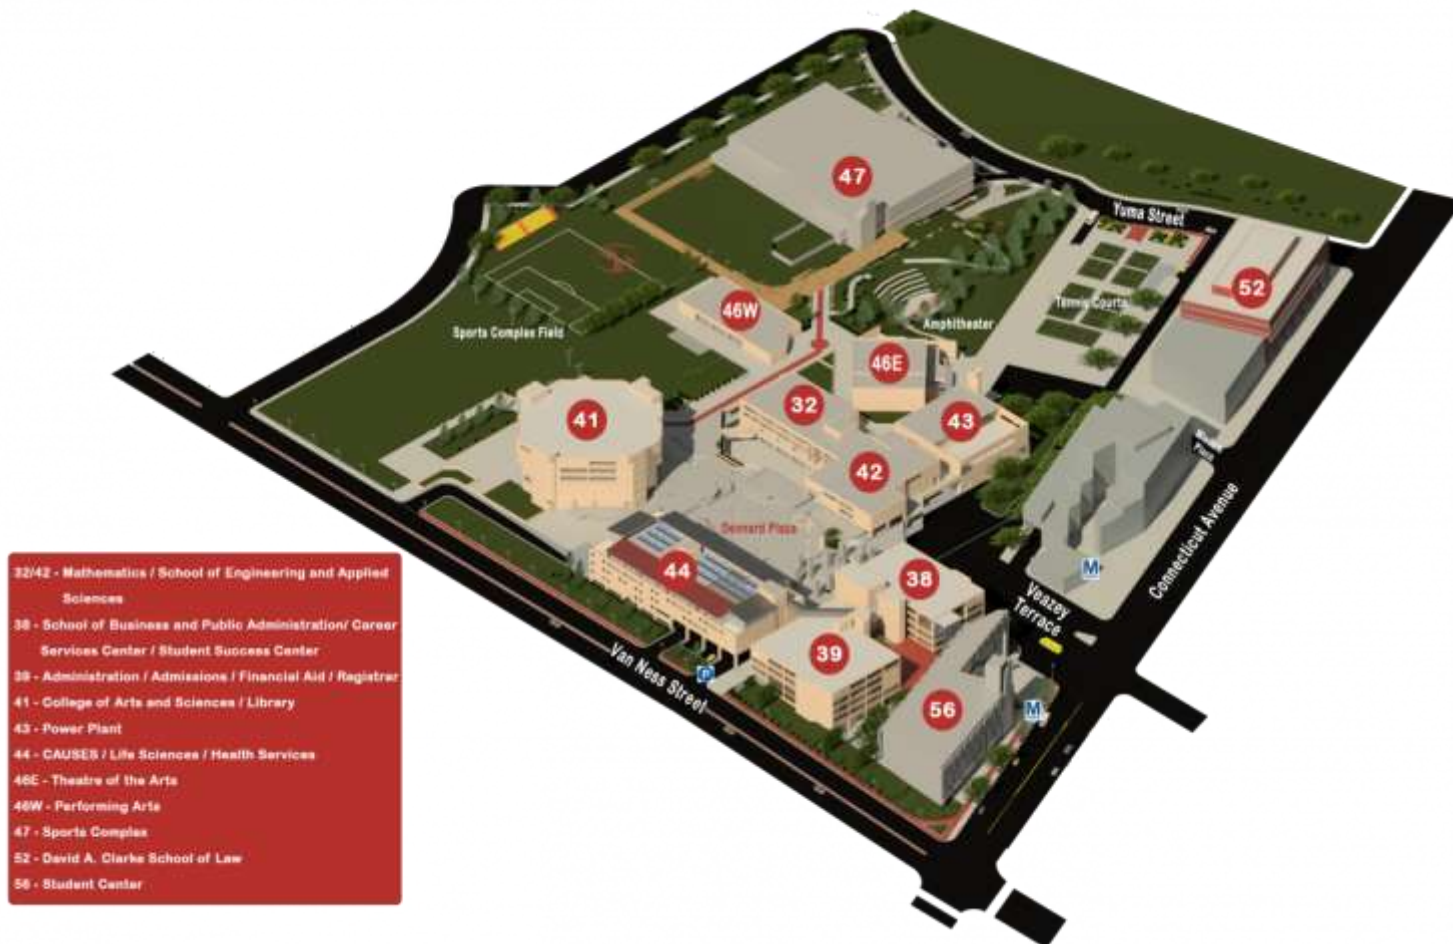 47
Yuma Street
52
46W
Tennis Courts
Sports Complex Field
Amphitheater
46E
32
43
41
42
Dennard Plaza
Connecticut Avenue
44
38
M
Veazey
Terrace
39
Van Ness Street
P
56
M
32/42 - Mathematics / School of Engineering and Applied
Sciences
38 - School of Business and Public Administration/ Career
Services Center / Student Success Center
39 - Administration / Admissions / Financial Aid / Registrar
41 - College of Arts and Sciences / Library
43 - Power Plant
44 - CAUSES / Life Sciences / Health Services
46E - Theatre of the Arts
46W - Performing Arts
47 - Sports Complex
52 - David A. Clarke School of Law
56 - Student Center